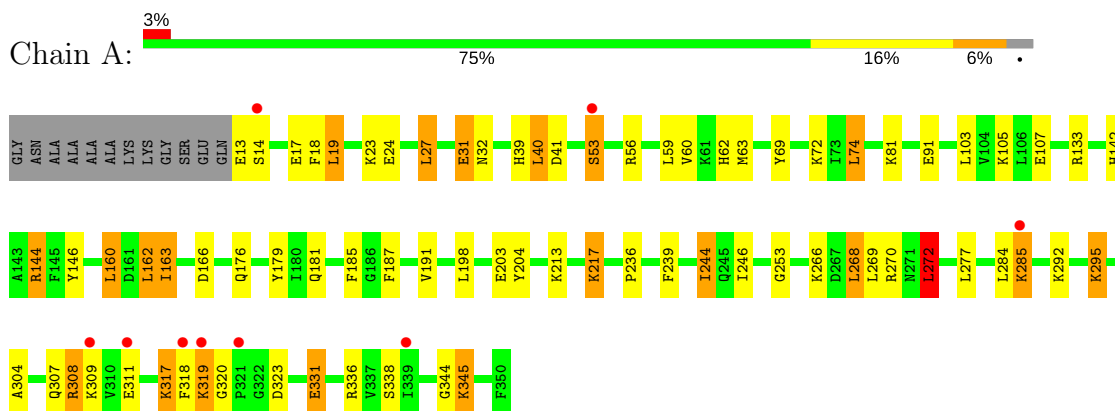 3%
Chain A:
75% 16% 6% •
GLY ASN ALA ALA ALA ALA LYS LYS GLY SER GLU GLN E13 S14 E17 F18 L19 K23 E24 L27 E31 N32 H39 L40 D41 S53 R56 L59 V60 K61 H62 M63 Y69 K72 I73 L74 K81 E91 L103 V104 K105 L106 E107 R133 H142
A143 R144 F145 Y146 L160 D161 L162 I163 D166 Q176 Y179 I180 Q181 F185 G186 F187 V191 L198 E203 Y204 K213 K217 P236 F239 I244 Q245 I246 G253 K266 D267 L268 L269 R270 N271 L272 L277 L284 K285 K292 K295
A304 Q307 R308 K309 V310 E311 K317 F318 K319 G320 P321 G322 D323 E331 R336 V337 S338 I339 G344 K345 F350